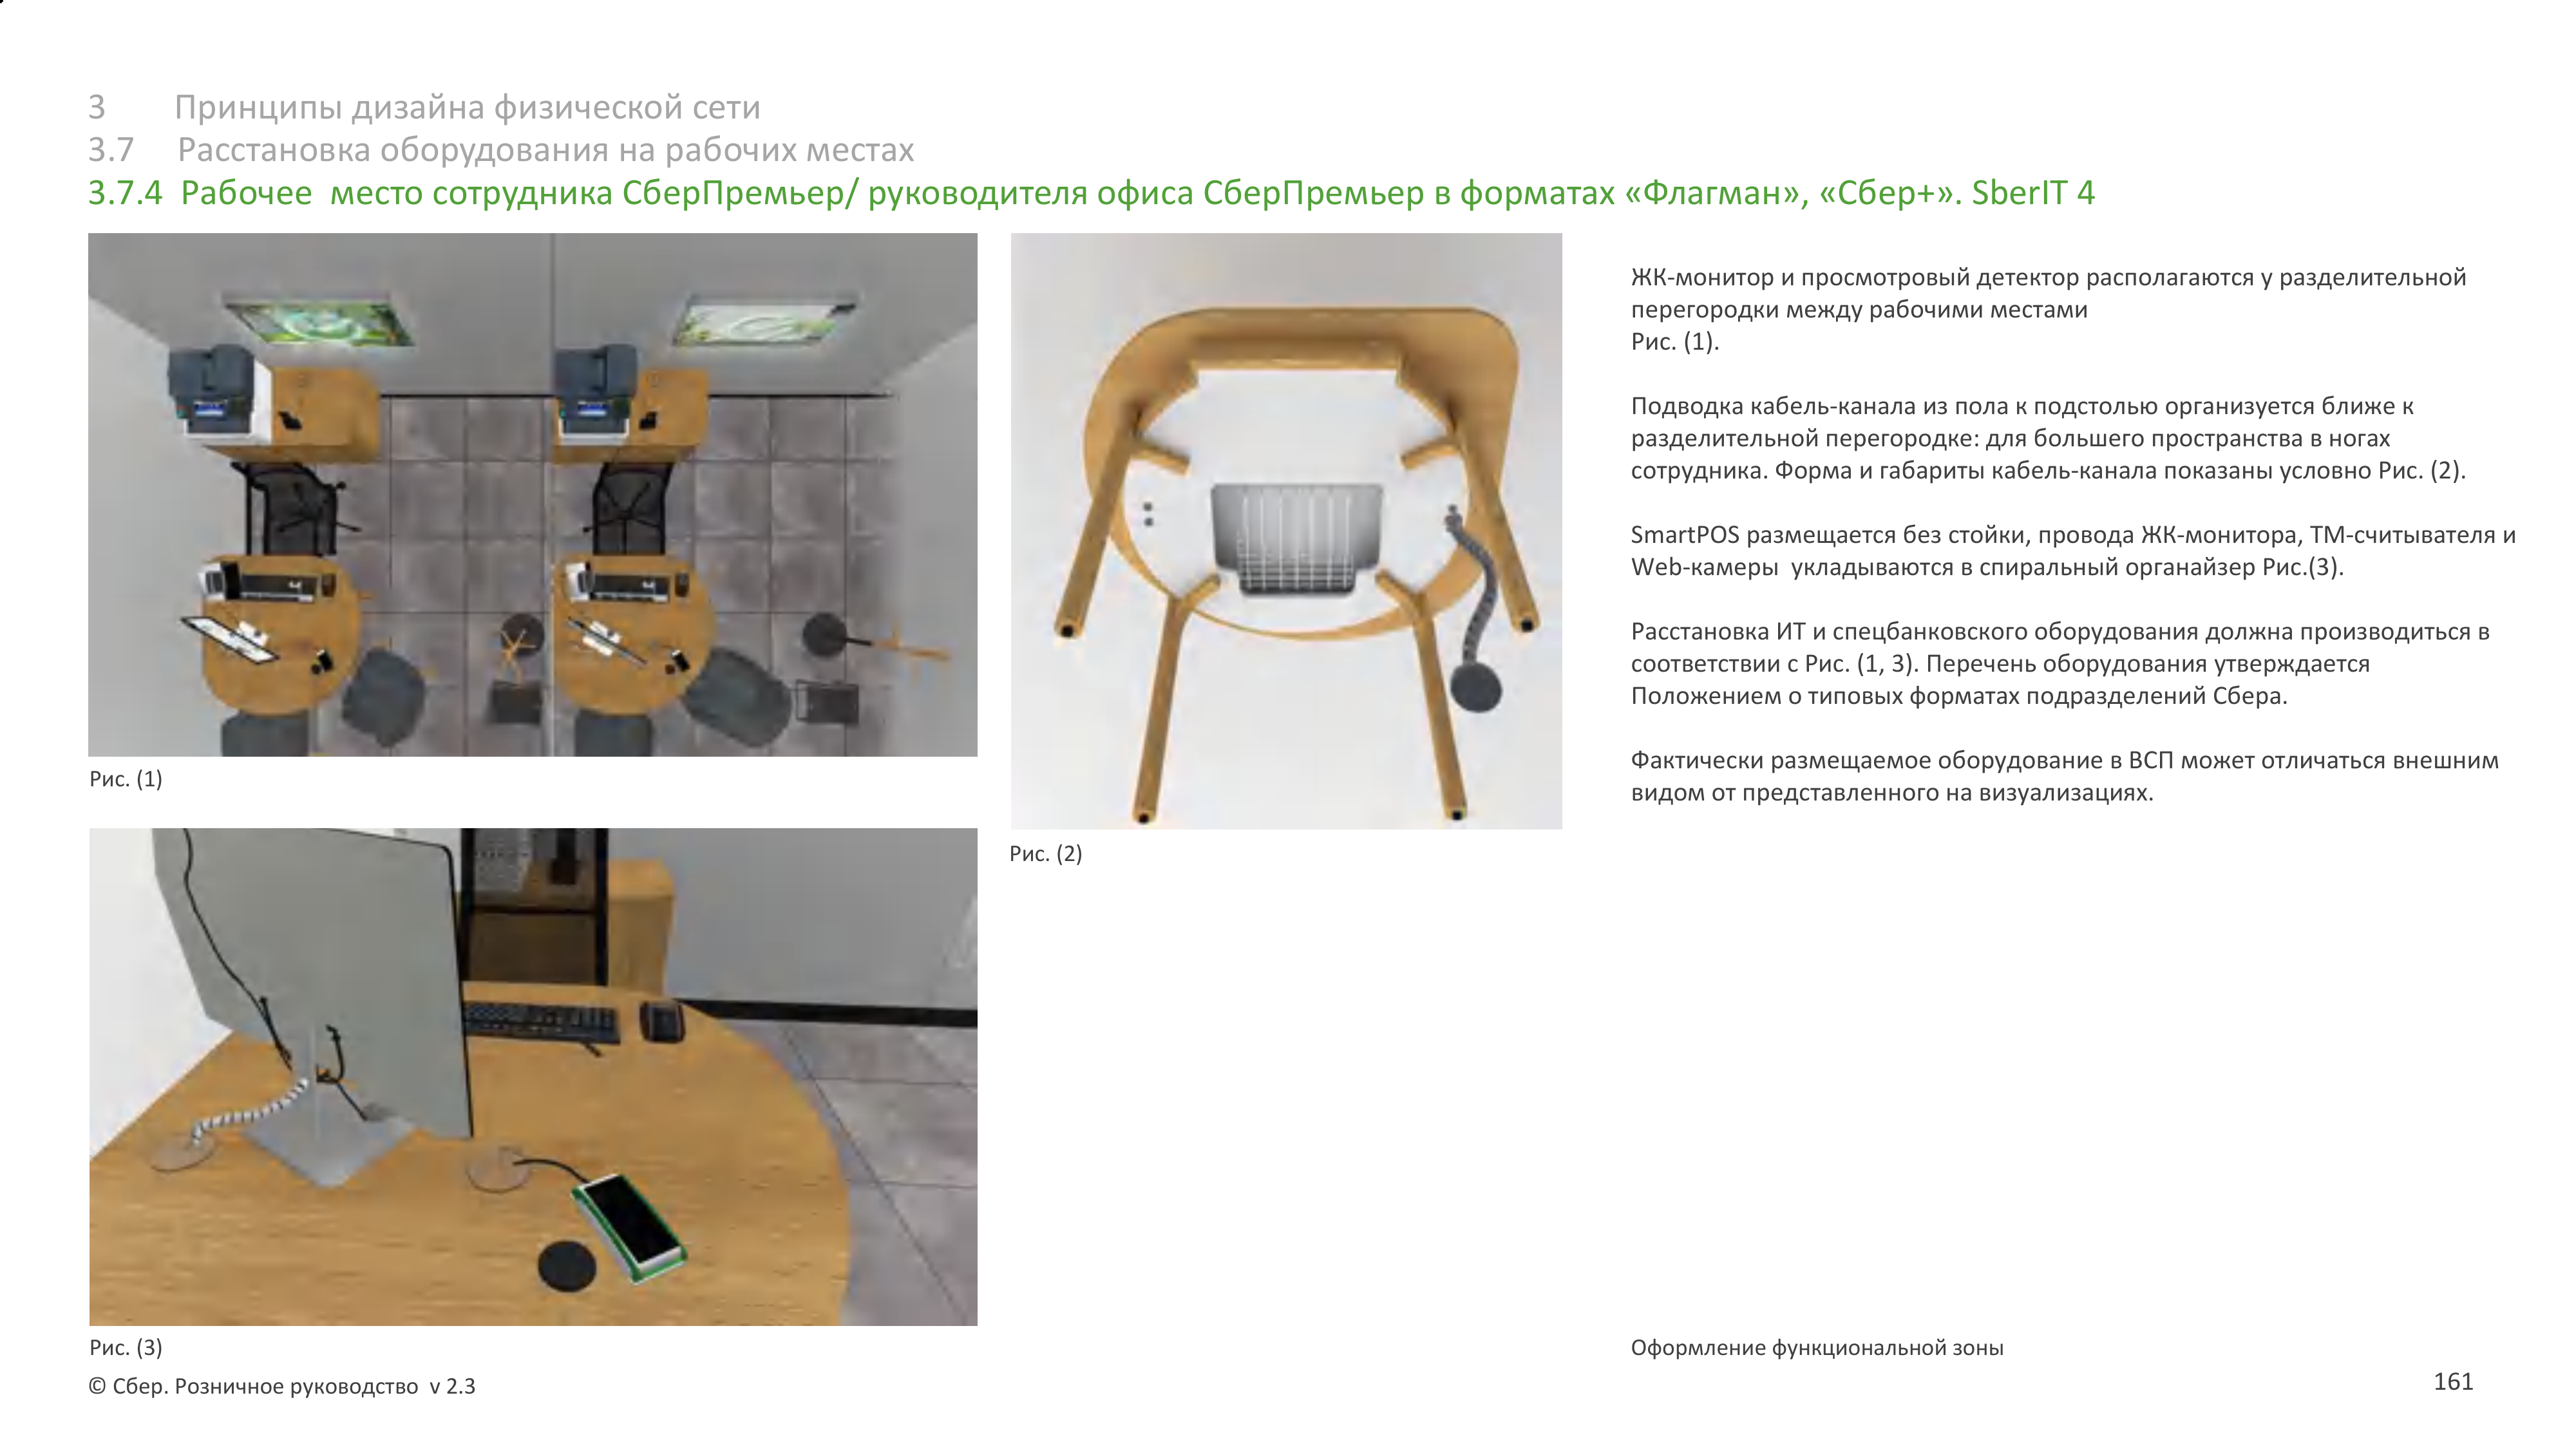 3 Принципы дизайна физической сети
3.7 Расстановка оборудования на рабочих местах
3.7.4 Рабочее место сотрудника СберПремьер/ руководителя офиса СберПремьер в форматах «Флагман», «Сбер+». SberIT 4
Рис. (1)
Рис. (2)
Рис. (3)
ЖК-монитор и просмотровый детектор располагаются у разделительной
перегородки между рабочими местами
Рис. (1).
Подводка кабель-канала из пола к подстолью организуется ближе к
разделительной перегородке: для большего пространства в ногах
сотрудника. Форма и габариты кабель-канала показаны условно Рис. (2).
SmartPOS размещается без стойки, провода ЖК-монитора, ТМ-считывателя и
Web-камеры укладываются в спиральный органайзер Рис.(3).
Расстановка ИТ и спецбанковского оборудования должна производиться в
соответствии с Рис. (1, 3). Перечень оборудования утверждается
Положением о типовых форматах подразделений Сбера.
Фактически размещаемое оборудование в ВСП может отличаться внешним
видом от представленного на визуализациях.
Оформление функциональной зоны
© Сбер. Розничное руководство v 2.3
161